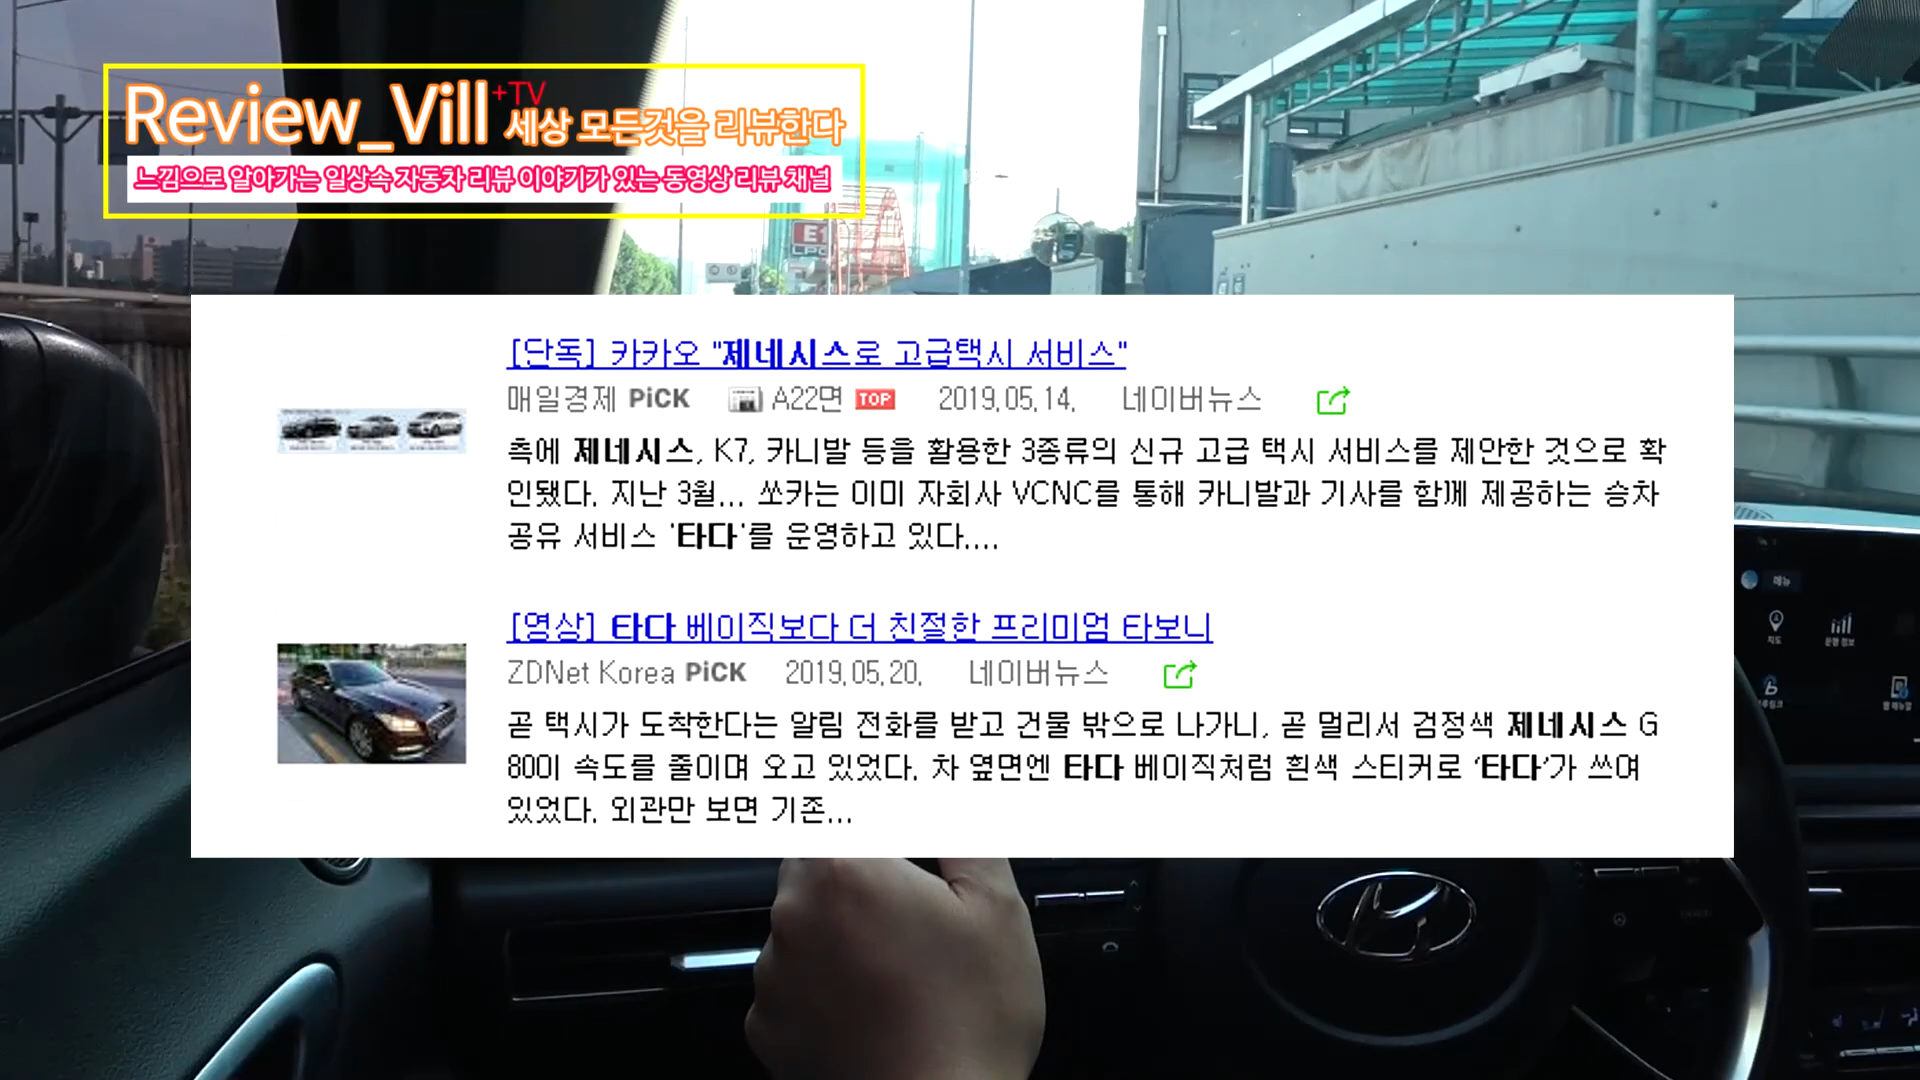 Review_Vill +TV 세상 모든것을 리뷰한다
느낌으로 알아가는 일상속 자동차 리뷰 이야기가 있는 동영상 리뷰 채널
E1
LPG
[단독] 카카오 "제네시스로 고급택시 서비스"
매일경제 PiCK A22면 TOP 2019.05.14. 네이버뉴스
측에 제네시스, K7, 카니발 등을 활용한 3종류의 신규 고급 택시 서비스를 제안한 것으로 확
인됐다. 지난 3월... 쏘카는 이미 자회사 VCNC를 통해 카니발과 기사를 함께 제공하는 승차
공유 서비스 '타다'를 운영하고 있다....
[영상] 타다 베이직보다 더 친절한 프리미엄 타보니
ZDNet Korea PiCK 2019.05.20. 네이버뉴스
곧 택시가 도착한다는 알림 전화를 받고 건물 밖으로 나가니, 곧 멀리서 검정색 제네시스 G
80이 속도를 줄이며 오고 있었다. 차 옆면엔 타다 베이직처럼 흰색 스티커로 ‘타다’가 쓰여
있었다. 외관만 보면 기존...
메뉴
지도
운행 정보